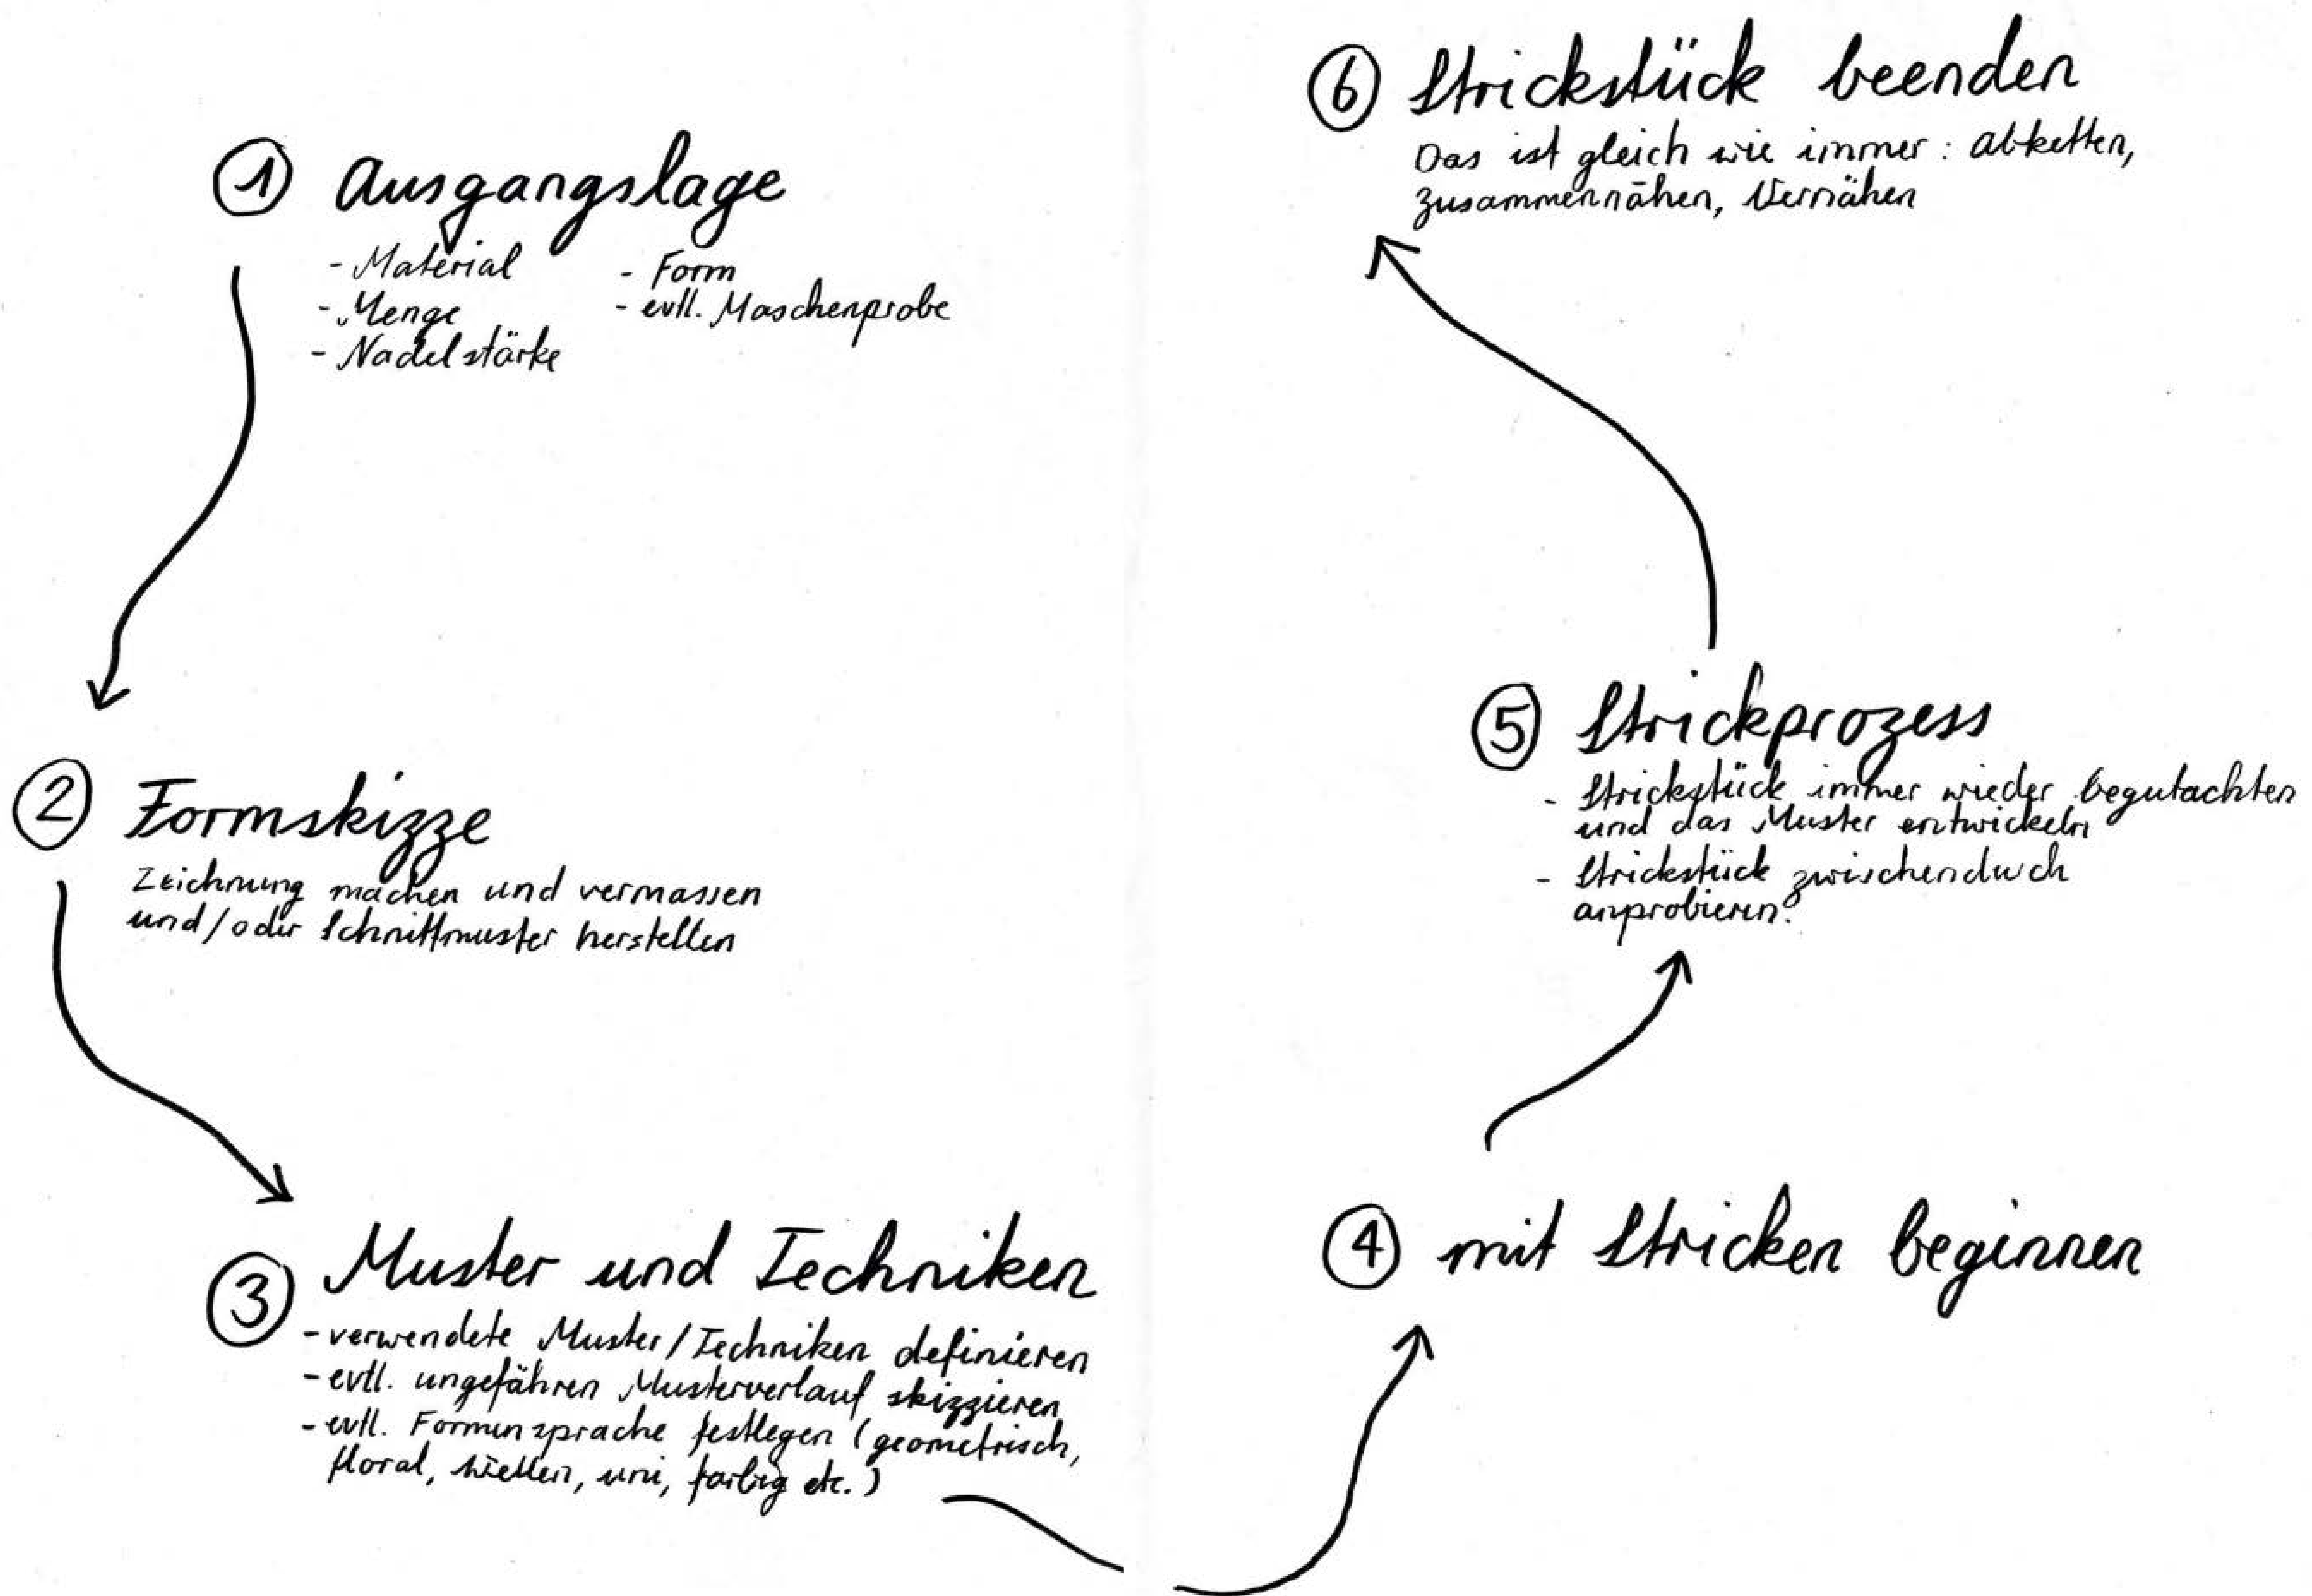 ① Ausgangslage
- Material
- Menge
- Nadelstärke
- Form
- evtl. Maschenprobe
② Formskizze
Zeichnung machen und vermassen
und/oder Schnittmuster herstellen
③ Muster und Techniken
- verwendete Muster/Techniken definieren
- evtl. ungefähren Musterverlauf skizzieren
- evtl. Formensprache festlegen (geometrisch,
floral, Wellen, uni, farbig etc.)
④ mit Stricken beginnen
⑤ Strickprozess
- Strickstück immer wieder begutachten
und das Muster entwickeln
- Strickstück zwischenduch
anprobieren?
⑥ Strickstück beenden
Das ist gleich wie immer: Abketten,
zusammennähen, Vernähen